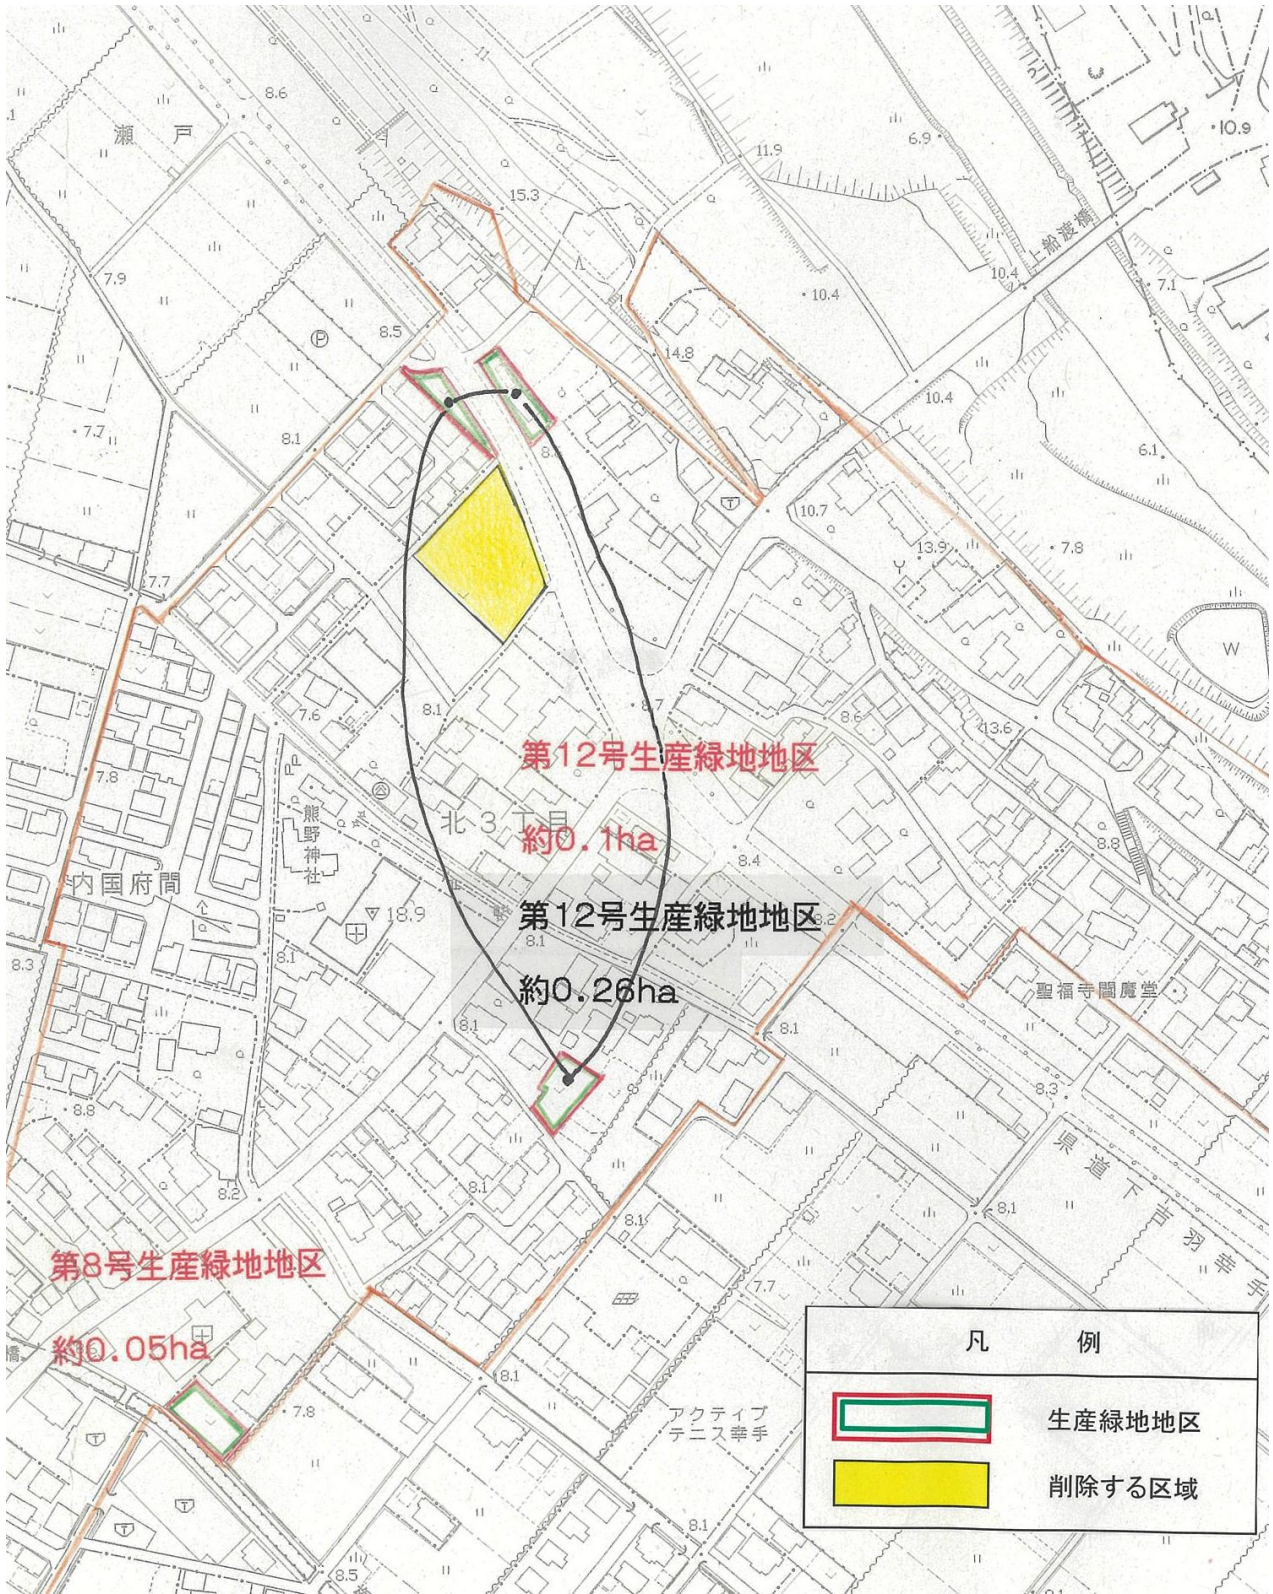 11
8.6
瀬戸
6.9
10.9
11.9
15.3
上船渡橋
7.9
10.4
10.4
7.1
8.5
P
14.8
7.7
8.1
10.4
6.1
10.7
13.9
7.8
7.7
W
8.1
8.7
7.6
8.6
13.6
第12号生産緑地地区
7.8
熊野神社
北3丁目
約0.1ha
8.4
8.8
内国府間
18.9
第12号生産緑地地区
8.2
8.1
8.3
8.1
約0.26ha
聖福寺閻魔堂
8.1
8.1
8.3
8.8
県道下吉羽幸手
8.2
8.1
8.1
8.1
第8号生産緑地地区
7.7
約0.05ha
橋
凡例
8.1
生産緑地地区
7.8
アクティブ
テニス幸手
削除する区域
8.1
8.5
8.1